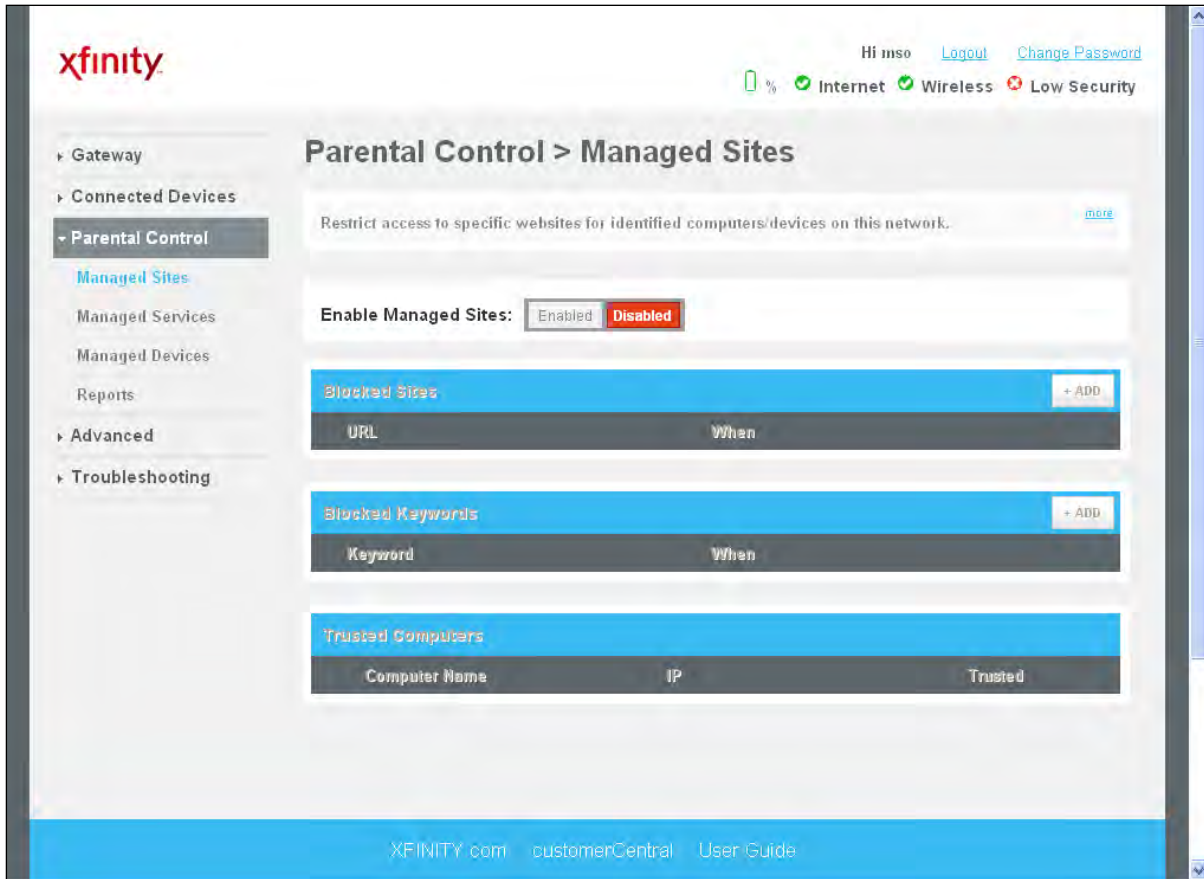 xfinity
Hi mso Logout Change Password
% Internet Wireless Low Security
Gateway
Connected Devices
Parental Control
Managed Sites
Managed Services
Managed Devices
Reports
Advanced
Troubleshooting
Parental Control > Managed Sites
Restrict access to specific websites for identified computers/devices on this network.
more
Enable Managed Sites: Enabled Disabled
Blocked Sites + ADD
URL When
Blocked Keywords + ADD
Keyword When
Trusted Computers
Computer Name IP Trusted
XFINITY.com customerCentral User Guide